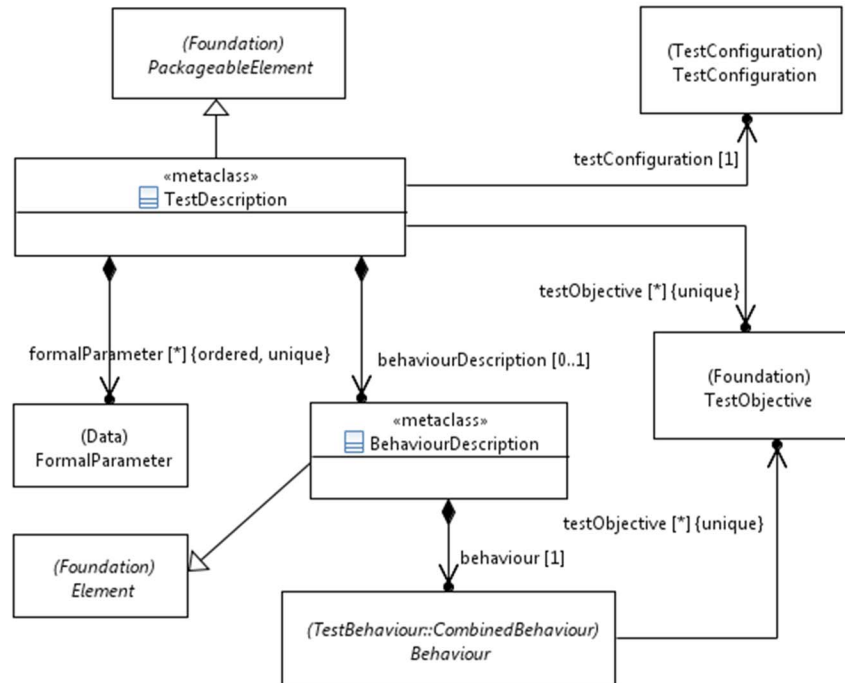 (Foundation)
PackageableElement
(TestConfiguration)
TestConfiguration
testConfiguration [1]
«metaclass»
TestDescription
testObjective [*] {unique}
formalParameter [*] {ordered, unique}
behaviourDescription [0..1]
(Foundation)
TestObjective
(Data)
FormalParameter
«metaclass»
BehaviourDescription
testObjective [*] {unique}
behaviour [1]
(Foundation)
Element
(TestBehaviour::CombinedBehaviour)
Behaviour